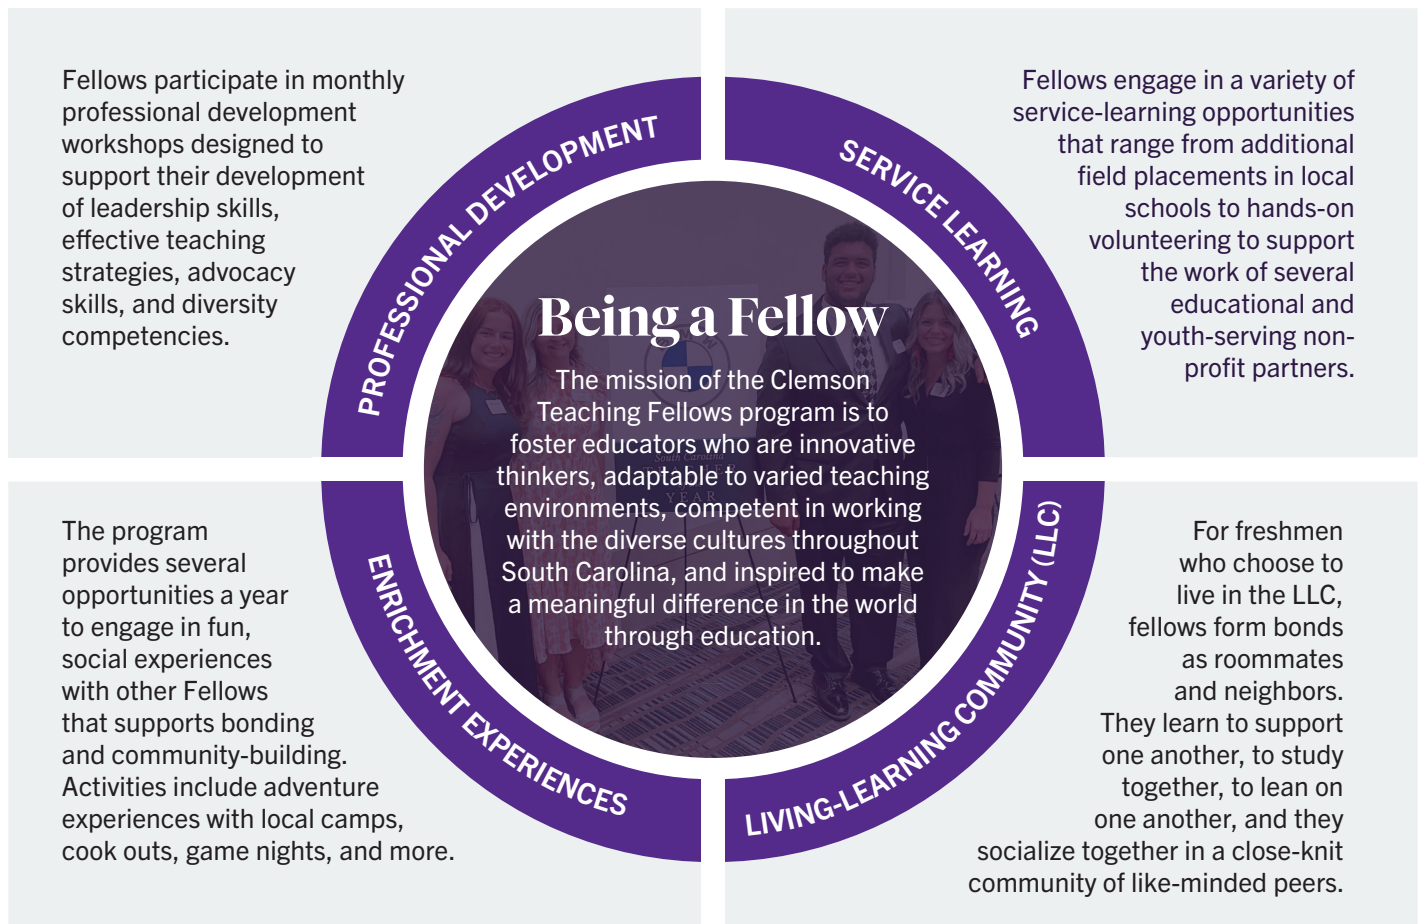 Fellows participate in monthly
professional development
workshops designed to
support their development
of leadership skills,
effective teaching
strategies, advocacy
skills, and diversity
competencies.
PROFESSIONAL DEVELOPMENT
SERVICE LEARNING
Fellows engage in a variety of
service-learning opportunities
that range from additional
field placements in local
schools to hands-on
volunteering to support
the work of several
educational and
youth-serving non-
profit partners.
Being a Fellow
The mission of the Clemson
Teaching Fellows program is to
foster educators who are innovative
thinkers, adaptable to varied teaching
environments, competent in working
with the diverse cultures throughout
South Carolina, and inspired to make
a meaningful difference in the world
through education.
South Carolina
TEACHER
YEAR
The program
provides several
opportunities a year
to engage in fun,
social experiences
with other Fellows
that supports bonding
and community-building.
Activities include adventure
experiences with local camps,
cook outs, game nights, and more.
ENRICHMENT EXPERIENCES
LIVING-LEARNING COMMUNITY (LLC)
For freshmen
who choose to
live in the LLC,
fellows form bonds
as roommates
and neighbors.
They learn to support
one another, to study
together, to lean on
one another, and they
socialize together in a close-knit
community of like-minded peers.